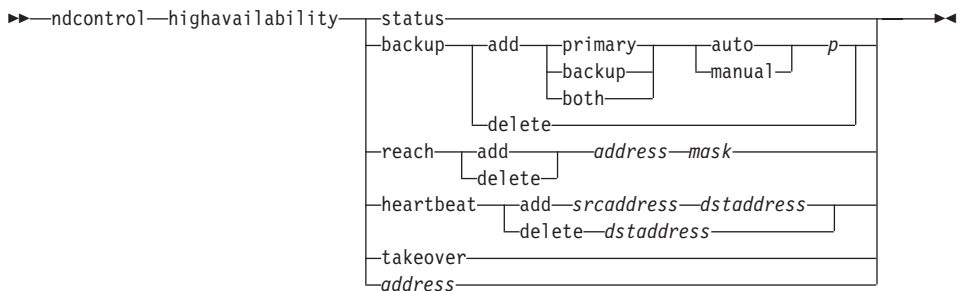 ndcontrol highavailability status
backup add primary auto p
backup manual
both
delete
reach add address mask
delete
heartbeat add srcaddress dstaddress
delete dstaddress
takeover
address